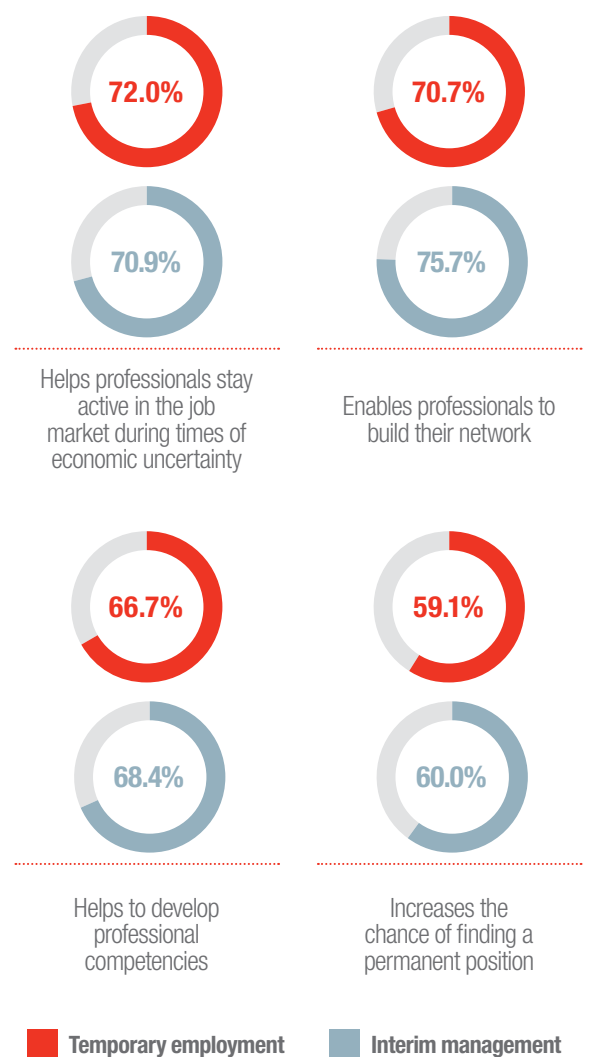 72.0%
70.9%
Helps professionals stay
active in the job
market during times of
economic uncertainty
70.7%
75.7%
Enables professionals to
build their network
66.7%
68.4%
Helps to develop
professional
competencies
59.1%
60.0%
Increases the
chance of finding a
permanent position
Temporary employment
Interim management